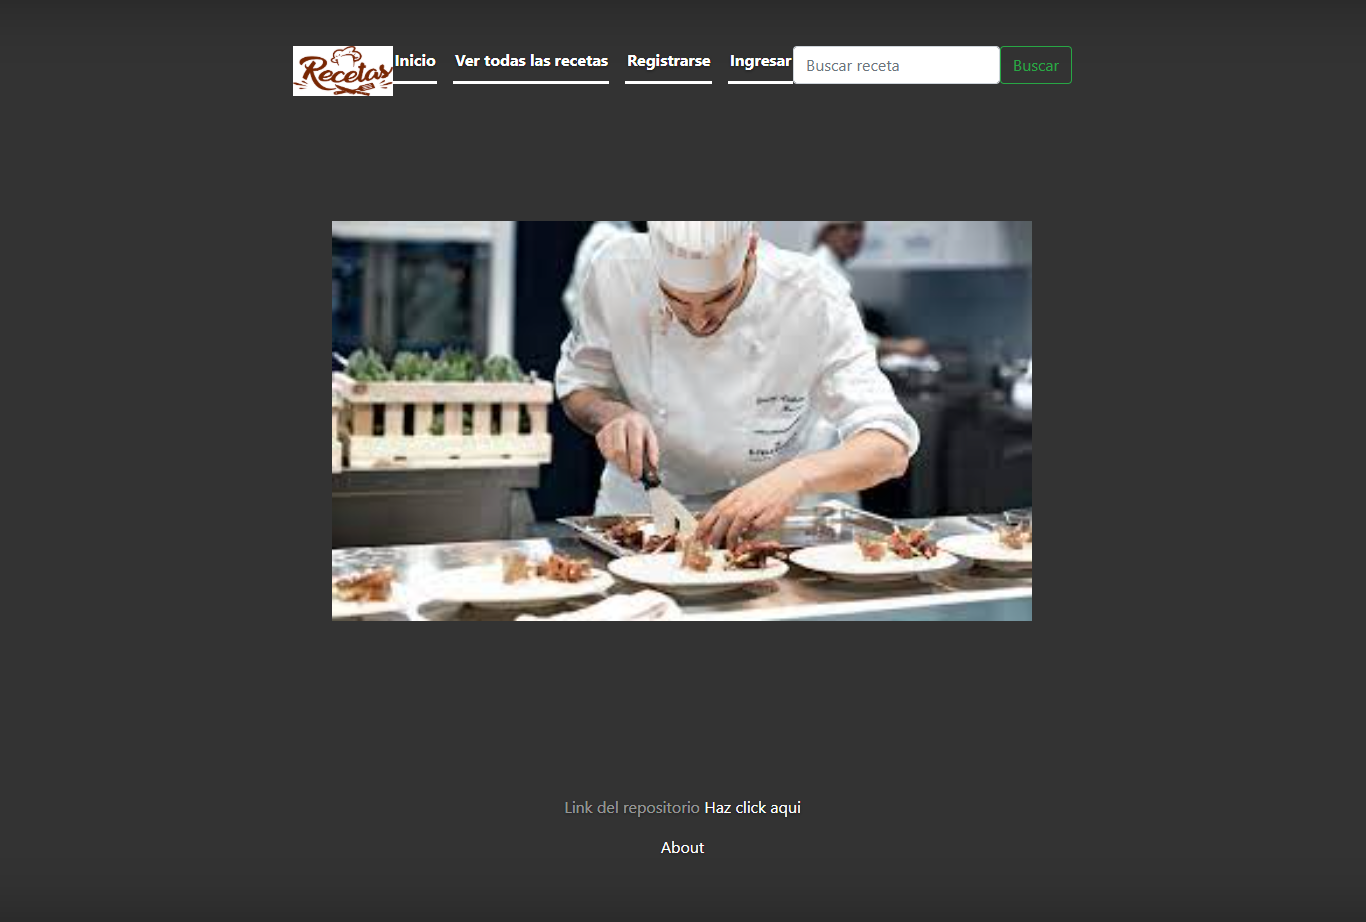 Recetas
Inicio Ver todas las recetas Registrarse Ingresar Buscar receta Buscar
Link del repositorio Haz click aqui
About